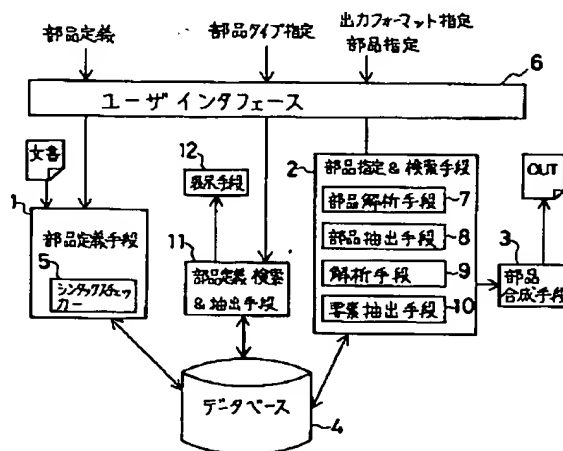 部品定義
部品タイプ指定
出力フォーマット指定
部品指定
6
ユーザインタフェース
文書
1
部品定義手段
5
シンタックスチェッカー
12
表示手段
11
部品定義検索
&抽出手段
2
部品指定&検索手段
部品解析手段
7
部品抽出手段
8
解析手段
9
要素抽出手段
10
OUT
3
部品
合成手段
データベース
4